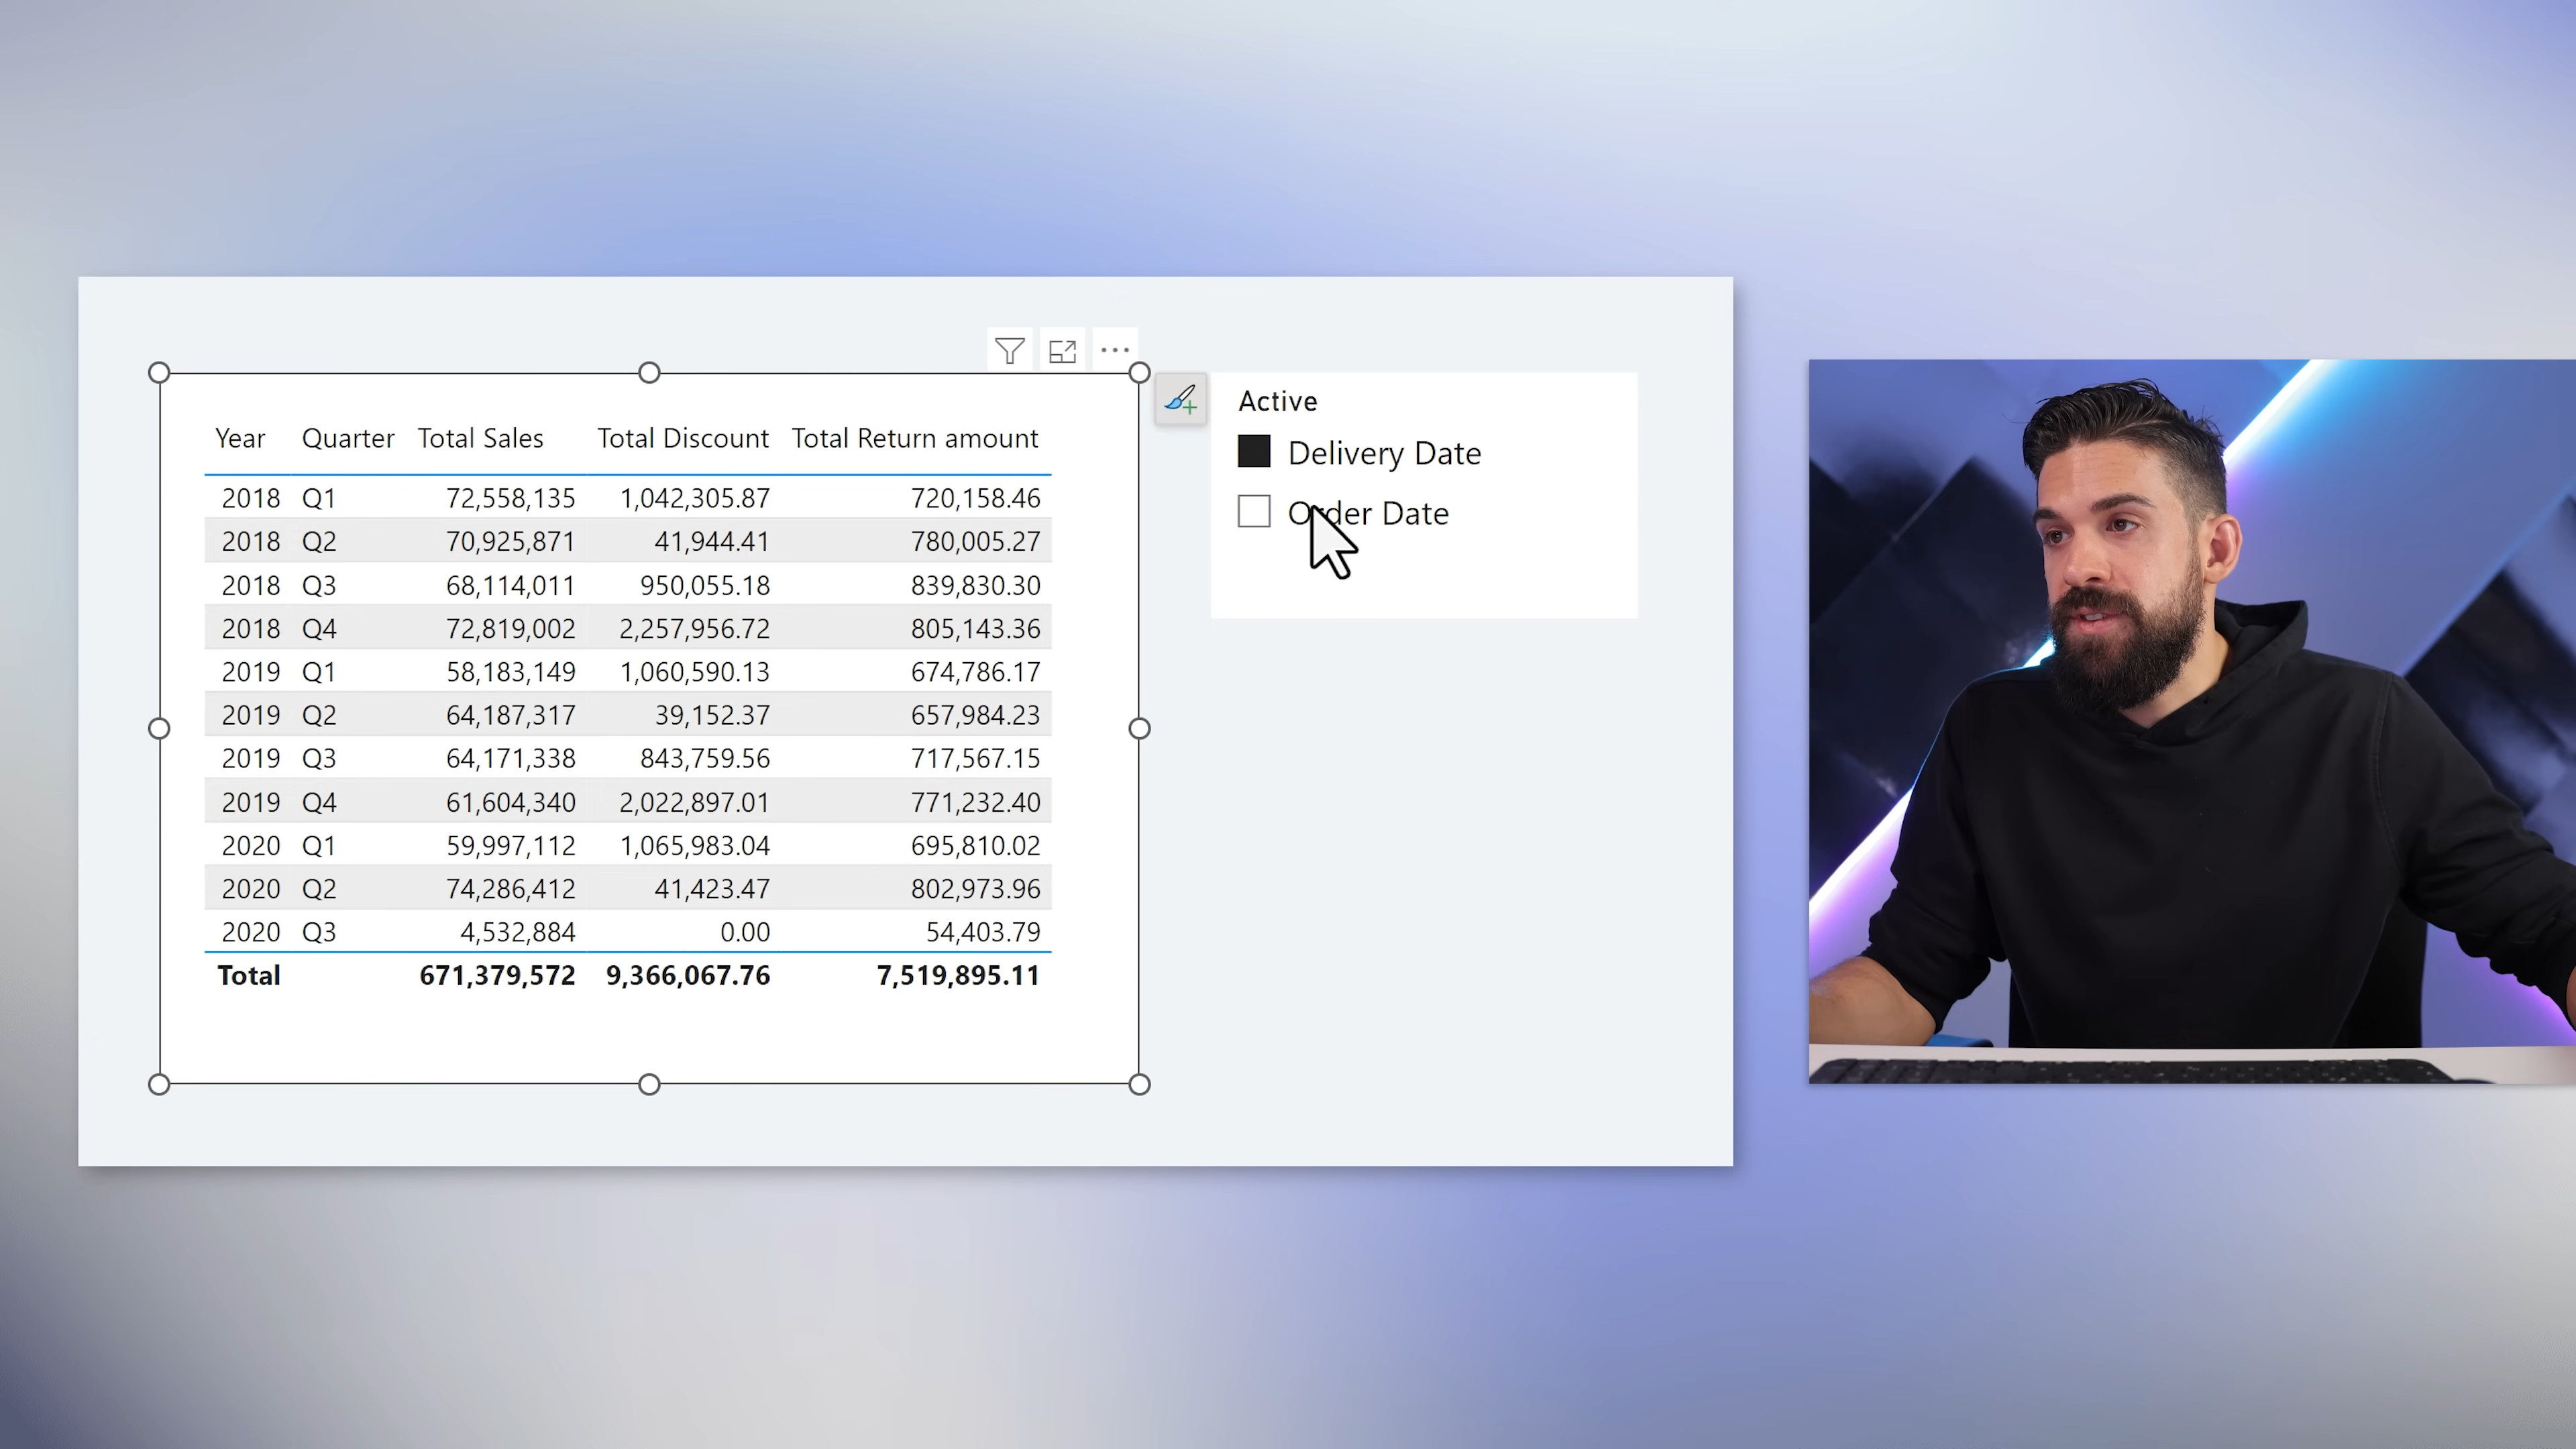 Year Quarter Total Sales Total Discount Total Return amount
2018 Q1 72,558,135 1,042,305.87 720,158.46
2018 Q2 70,925,871 41,944.41 780,005.27
2018 Q3 68,114,011 950,055.18 839,830.30
2018 Q4 72,819,002 2,257,956.72 805,143.36
2019 Q1 58,183,149 1,060,590.13 674,786.17
2019 Q2 64,187,317 39,152.37 657,984.23
2019 Q3 64,171,338 843,759.56 717,567.15
2019 Q4 61,604,340 2,022,897.01 771,232.40
2020 Q1 59,997,112 1,065,983.04 695,810.02
2020 Q2 74,286,412 41,423.47 802,973.96
2020 Q3 4,532,884 0.00 54,403.79
Total 671,379,572 9,366,067.76 7,519,895.11
Active
Delivery Date
Order Date